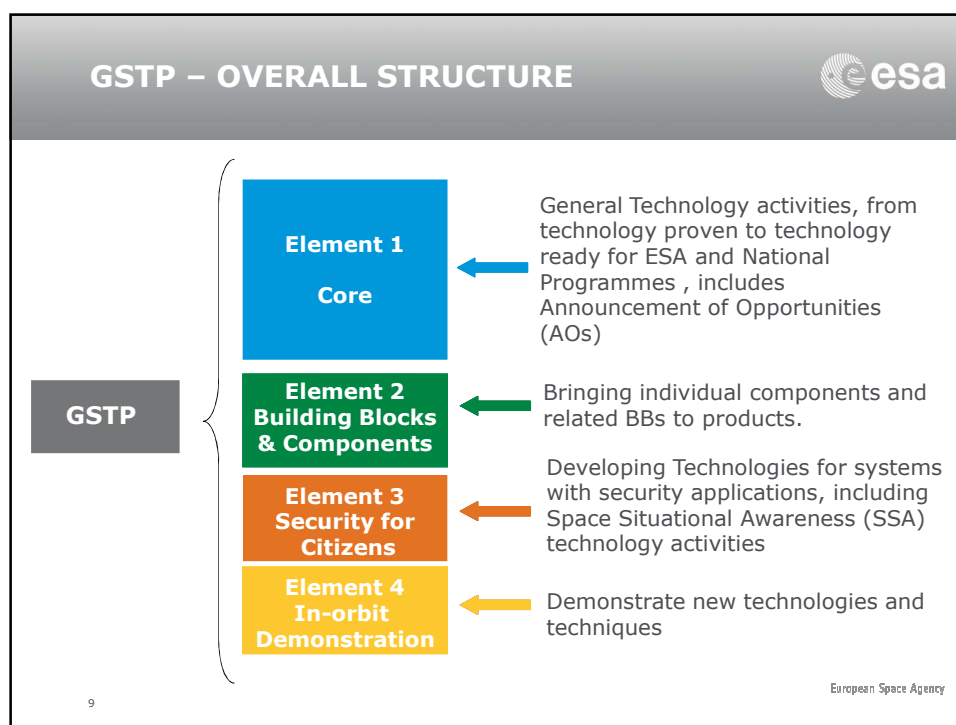 GSTP – OVERALL STRUCTURE
esa
GSTP
Element 1
Core
General Technology activities, from
technology proven to technology
ready for ESA and National
Programmes , includes
Announcement of Opportunities
(AOs)
Element 2
Building Blocks
& Components
Bringing individual components and
related BBs to products.
Element 3
Security for
Citizens
Developing Technologies for systems
with security applications, including
Space Situational Awareness (SSA)
technology activities
Element 4
In-orbit
Demonstration
Demonstrate new technologies and
techniques
European Space Agency
9